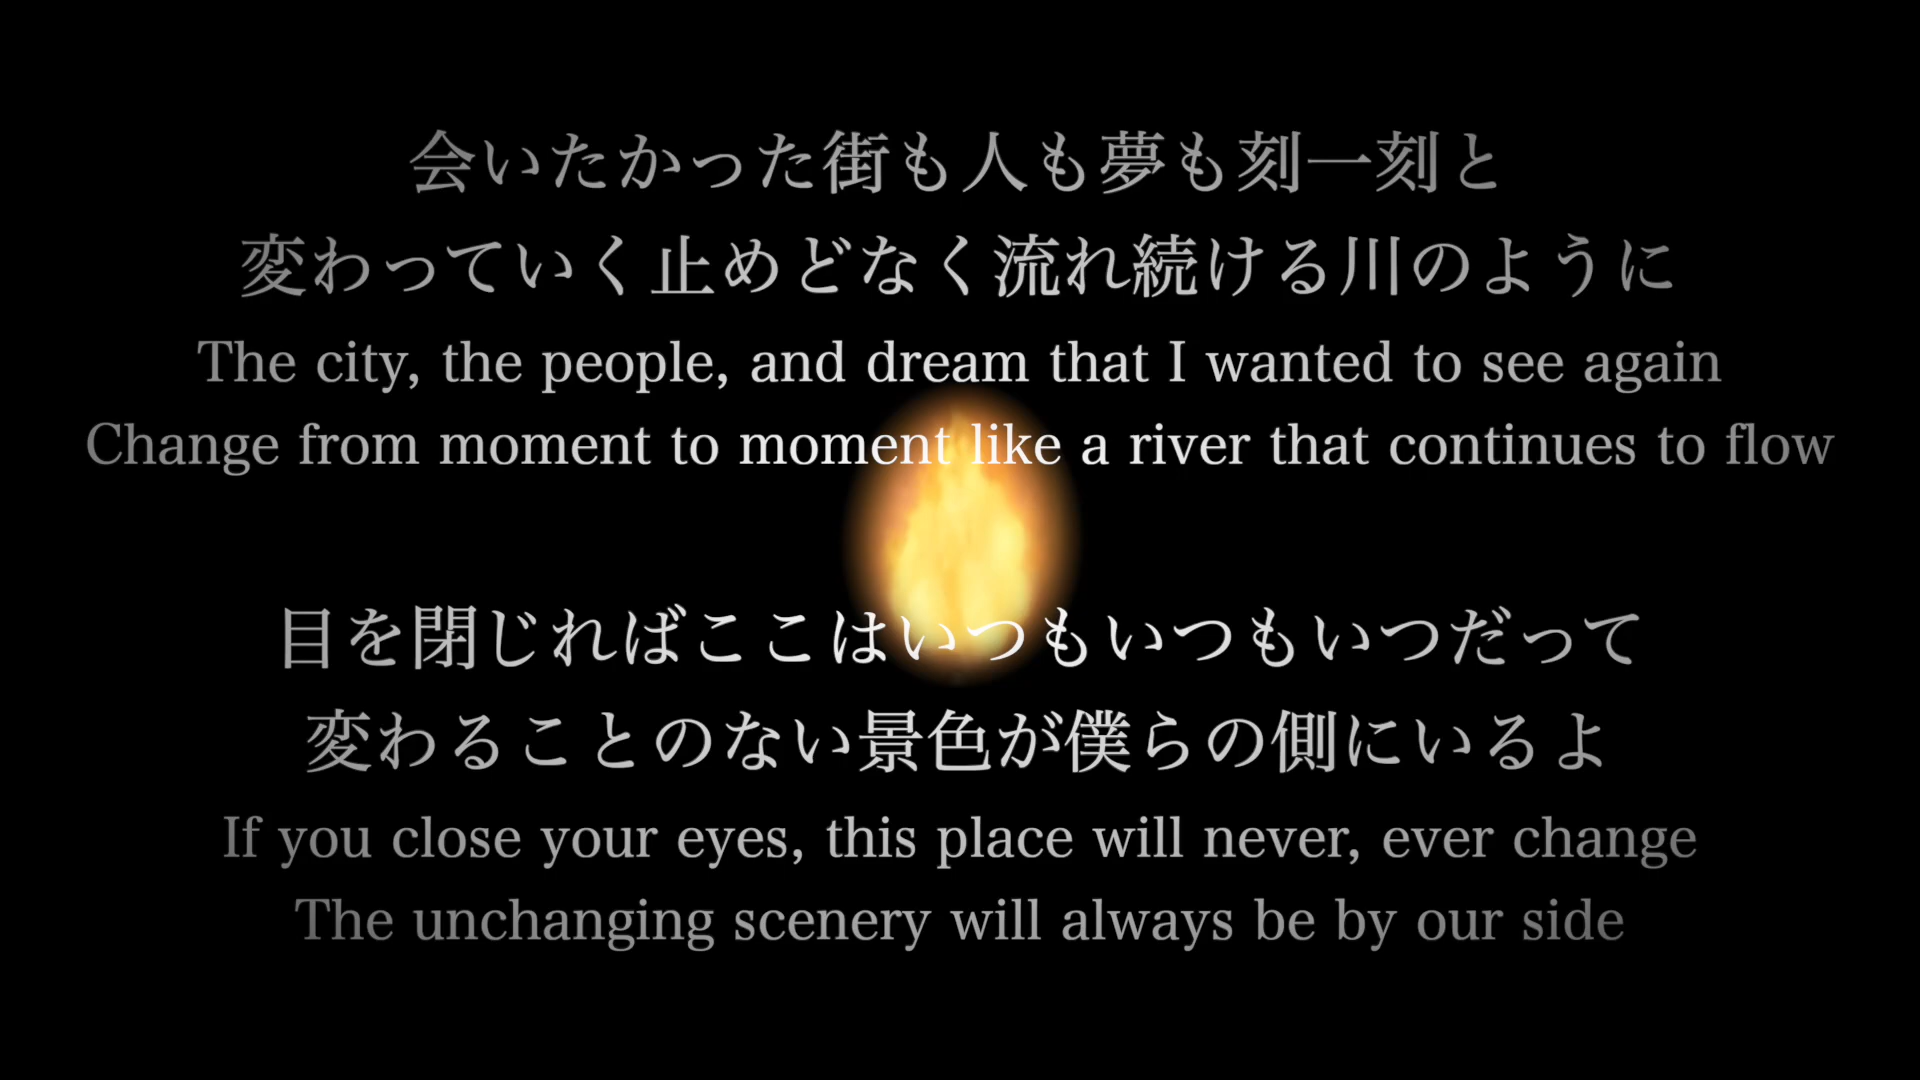 会いたかった街も人も夢も刻一刻と
変わっていく止めどなく流れ続ける川のように
The city, the people, and dream that I wanted to see again
Change from moment to moment like a river that continues to flow
目を閉じればここはいつもいつもいつだって
変わることのない景色が僕らの側にいるよ
If you close your eyes, this place will never, ever change
The unchanging scenery will always be by our side